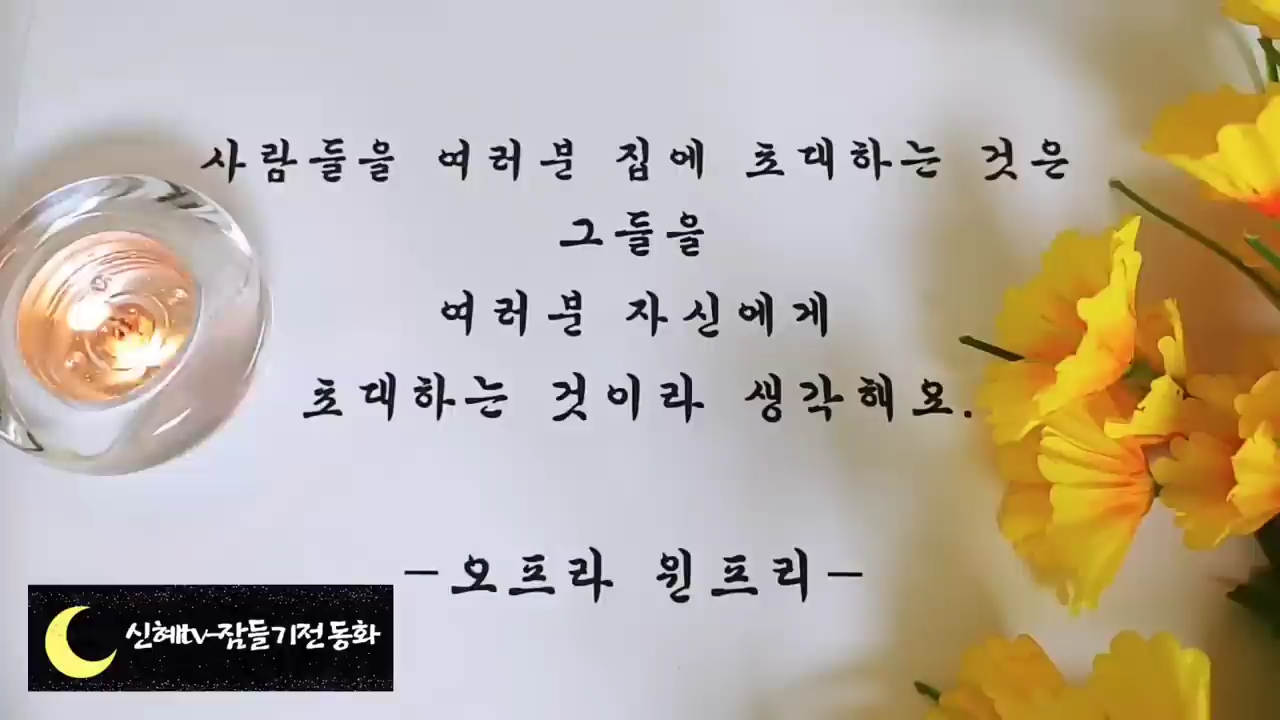 사람들을 여러분 집에 초대하는 것은
그들을
여러분 자신에게
초대하는 것이라 생각해요.
-오프라 윈프리-
신혜tv-잠들기전 동화